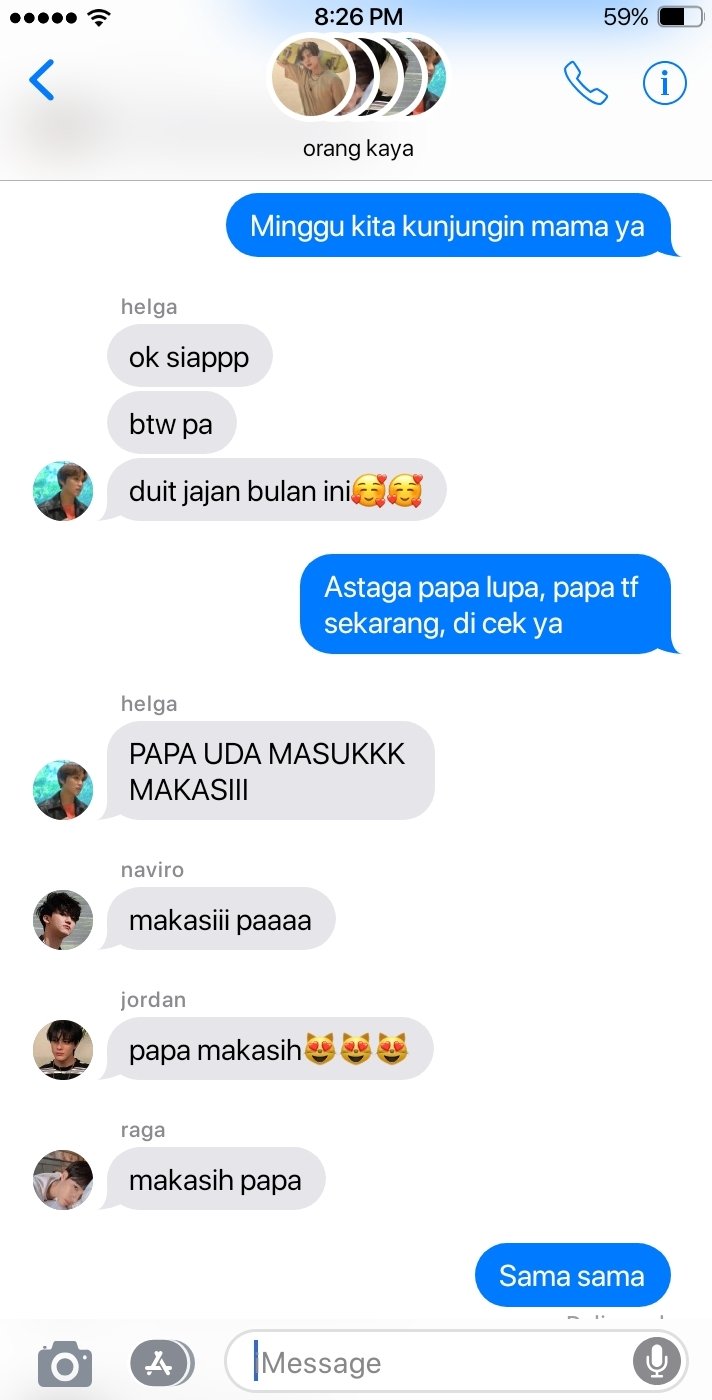 8:26 PM
59%
orang kaya
Minggu kita kunjungin mama ya
helga
ok siappp
btw pa
duit jajan bulan ini🥰🥰
Astaga papa lupa, papa tf
sekarang, di cek ya
helga
PAPA UDA MASUKKK
MAKASIII
naviro
makasiii paaaa
jordan
papa makasih😻😻😻
raga
makasih papa
Sama sama
Message